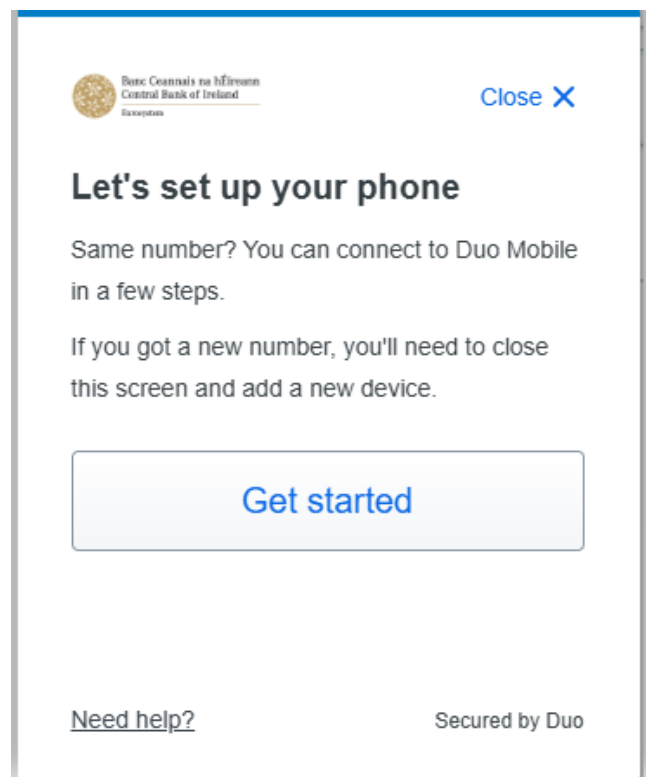 Banc Ceannais na hÉireann
Central Bank of Ireland
Eurosystem
Close
Let's set up your phone
Same number? You can connect to Duo Mobile
in a few steps.
If you got a new number, you'll need to close
this screen and add a new device.
Get started
Need help?
Secured by Duo